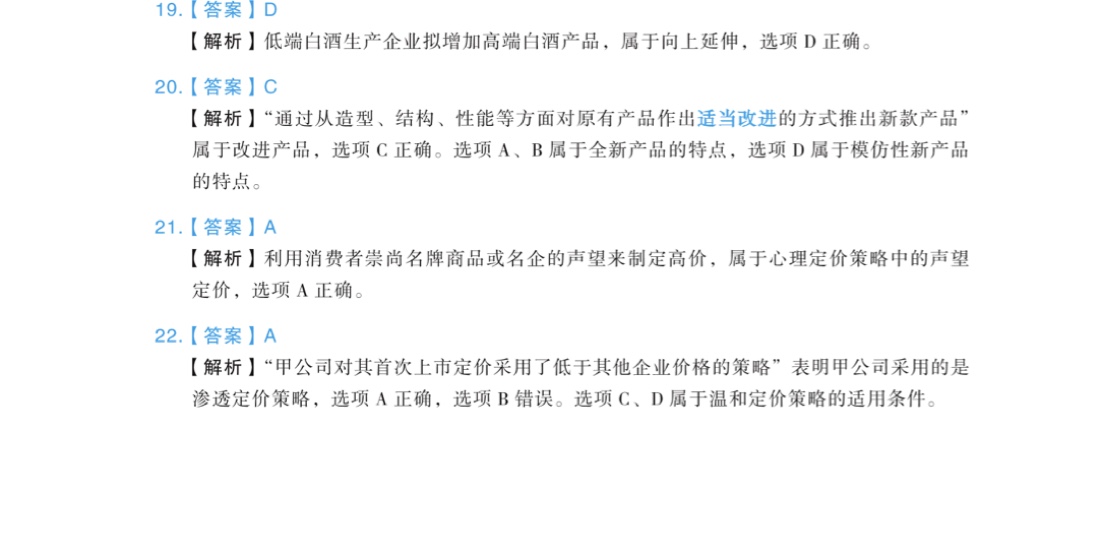 19.【答案】D
【解析】低端白酒生产企业拟增加高端白酒产品，属于向上延伸，选项 D 正确。
20.【答案】C
【解析】“通过从造型、结构、性能等方面对原有产品作出适当改进的方式推出新款产品”
属于改进产品，选项 C 正确。选项 A、B 属于全新产品的特点，选项 D 属于模仿性新产品
的特点。
21.【答案】A
【解析】利用消费者崇尚名牌商品或名企的声望来制定高价，属于心理定价策略中的声望
定价，选项 A 正确。
22.【答案】A
【解析】“甲公司对其首次上市定价采用了低于其他企业价格的策略”表明甲公司采用的是
渗透定价策略，选项 A 正确，选项 B 错误。选项 C、D 属于温和定价策略的适用条件。